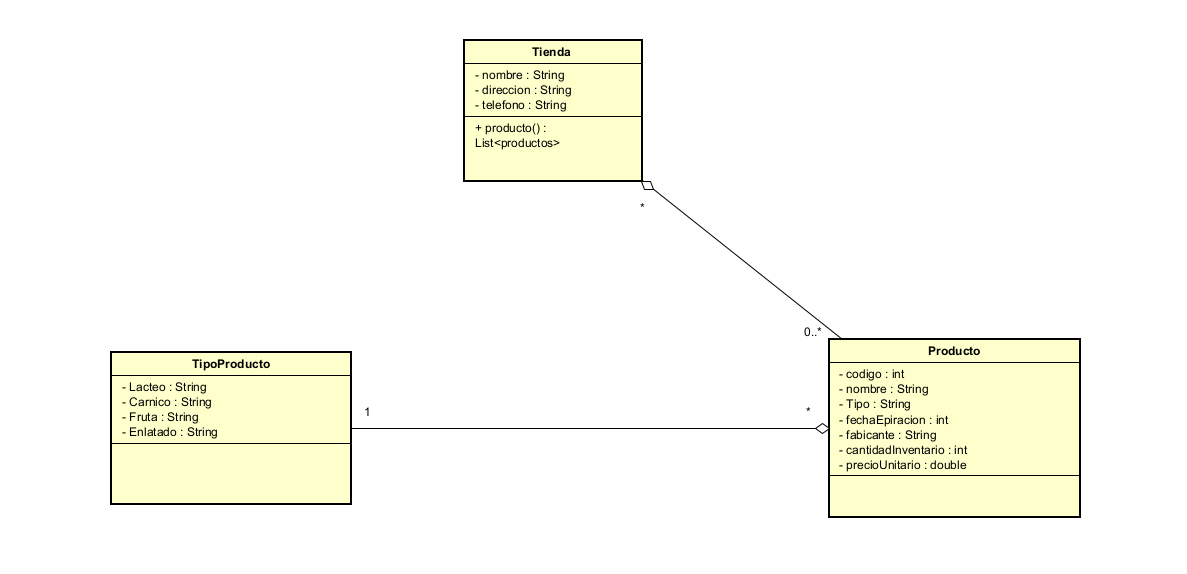 Tienda
- nombre : String
- direccion : String
- telefono : String
+ producto() :
List<productos>
*
0..*
TipoProducto
- Lacteo : String
- Carnico : String
- Fruta : String
- Enlatado : String
1
*
Producto
- codigo : int
- nombre : String
- Tipo : String
- fechaEpiracion : int
- fabicante : String
- cantidadInventario : int
- precioUnitario : double